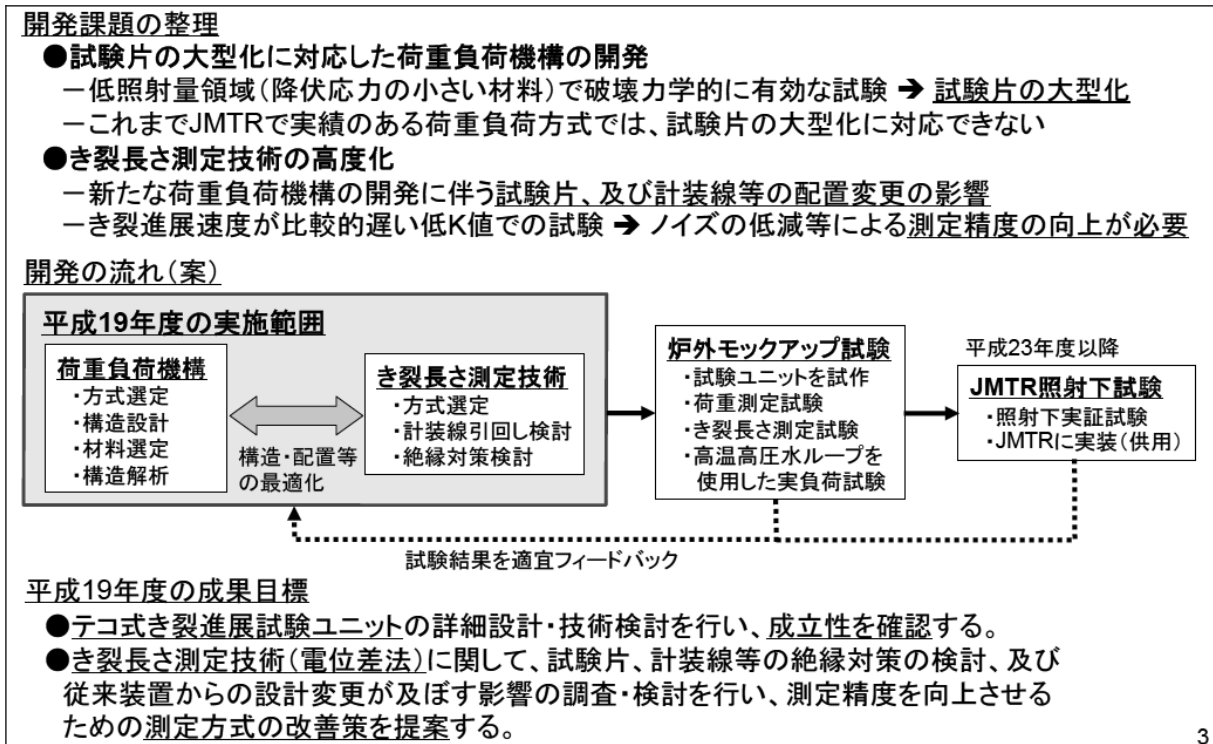 開発課題の整理
●試験片の大型化に対応した荷重負荷機構の開発
－低照射量領域（降伏応力の小さい材料）で破壊力学的に有効な試験 ➔ 試験片の大型化
－これまでJMTRで実績のある荷重負荷方式では、試験片の大型化に対応できない
●き裂長さ測定技術の高度化
－新たな荷重負荷機構の開発に伴う試験片、及び計装線等の配置変更の影響
－き裂進展速度が比較的遅い低K値での試験 ➔ ノイズの低減等による測定精度の向上が必要
開発の流れ（案）
平成19年度の実施範囲
荷重負荷機構
・方式選定
・構造設計
・材料選定
・構造解析
構造・配置等
の最適化
き裂長さ測定技術
・方式選定
・計装線引回し検討
・絶縁対策検討
炉外モックアップ試験
・試験ユニットを試作
・荷重測定試験
・き裂長さ測定試験
・高温高圧水ループを
使用した実負荷試験
平成23年度以降
JMTR照射下試験
・照射下実証試験
・JMTRに実装（供用）
試験結果を適宜フィードバック
平成19年度の成果目標
●テコ式き裂進展試験ユニットの詳細設計・技術検討を行い、成立性を確認する。
●き裂長さ測定技術（電位差法）に関して、試験片、計装線等の絶縁対策の検討、及び
従来装置からの設計変更が及ぼす影響の調査・検討を行い、測定精度を向上させる
ための測定方式の改善策を提案する。
3